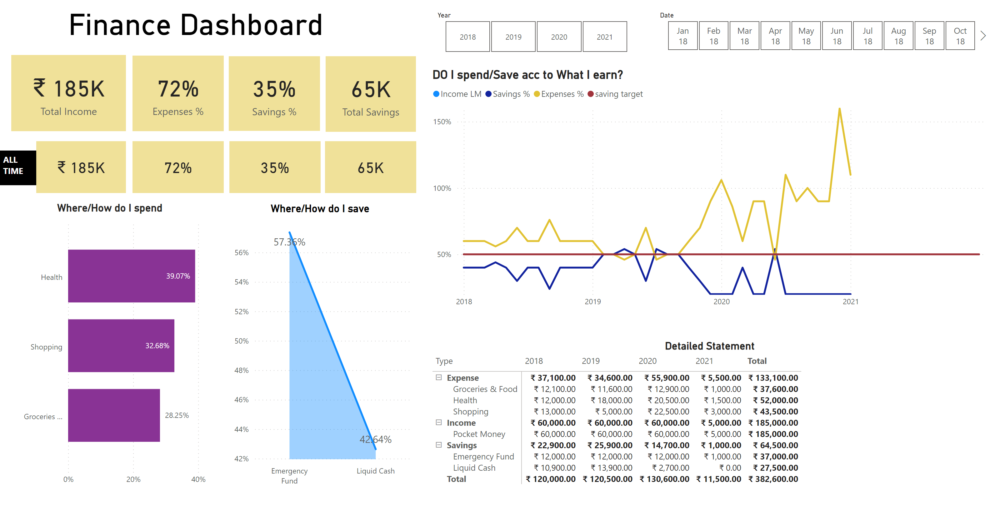 Finance Dashboard
Year
2018 2019 2020 2021
Date
Jan 18 Feb 18 Mar 18 Apr 18 May 18 Jun 18 Jul 18 Aug 18 Sep 18 Oct 18
₹ 185K
Total Income
72%
Expenses %
35%
Savings %
65K
Total Savings
ALL
TIME
₹ 185K
72%
35%
65K
Where/How do I spend
Health 39.07%
Shopping 32.68%
Groceries ... 28.25%
0% 20% 40%
Where/How do I save
57.36%
56%
54%
52%
50%
48%
46%
44%
42.64%
42%
Emergency
Fund
Liquid Cash
DO I spend/Save acc to What I earn?
Income LM Savings % Expenses % saving target
150%
100%
50%
2018 2019 2020 2021
Detailed Statement
Type 2018 2019 2020 2021 Total
Expense ₹ 37,100.00 ₹ 34,600.00 ₹ 55,900.00 ₹ 5,500.00 ₹ 133,100.00
Groceries & Food ₹ 12,100.00 ₹ 11,600.00 ₹ 12,900.00 ₹ 1,000.00 ₹ 37,600.00
Health ₹ 12,000.00 ₹ 18,000.00 ₹ 20,500.00 ₹ 1,500.00 ₹ 52,000.00
Shopping ₹ 13,000.00 ₹ 5,000.00 ₹ 22,500.00 ₹ 3,000.00 ₹ 43,500.00
Income ₹ 60,000.00 ₹ 60,000.00 ₹ 60,000.00 ₹ 5,000.00 ₹ 185,000.00
Pocket Money ₹ 60,000.00 ₹ 60,000.00 ₹ 60,000.00 ₹ 5,000.00 ₹ 185,000.00
Savings ₹ 22,900.00 ₹ 25,900.00 ₹ 14,700.00 ₹ 1,000.00 ₹ 64,500.00
Emergency Fund ₹ 12,000.00 ₹ 12,000.00 ₹ 12,000.00 ₹ 1,000.00 ₹ 37,000.00
Liquid Cash ₹ 10,900.00 ₹ 13,900.00 ₹ 2,700.00 ₹ 0.00 ₹ 27,500.00
Total ₹ 120,000.00 ₹ 120,500.00 ₹ 130,600.00 ₹ 11,500.00 ₹ 382,600.00